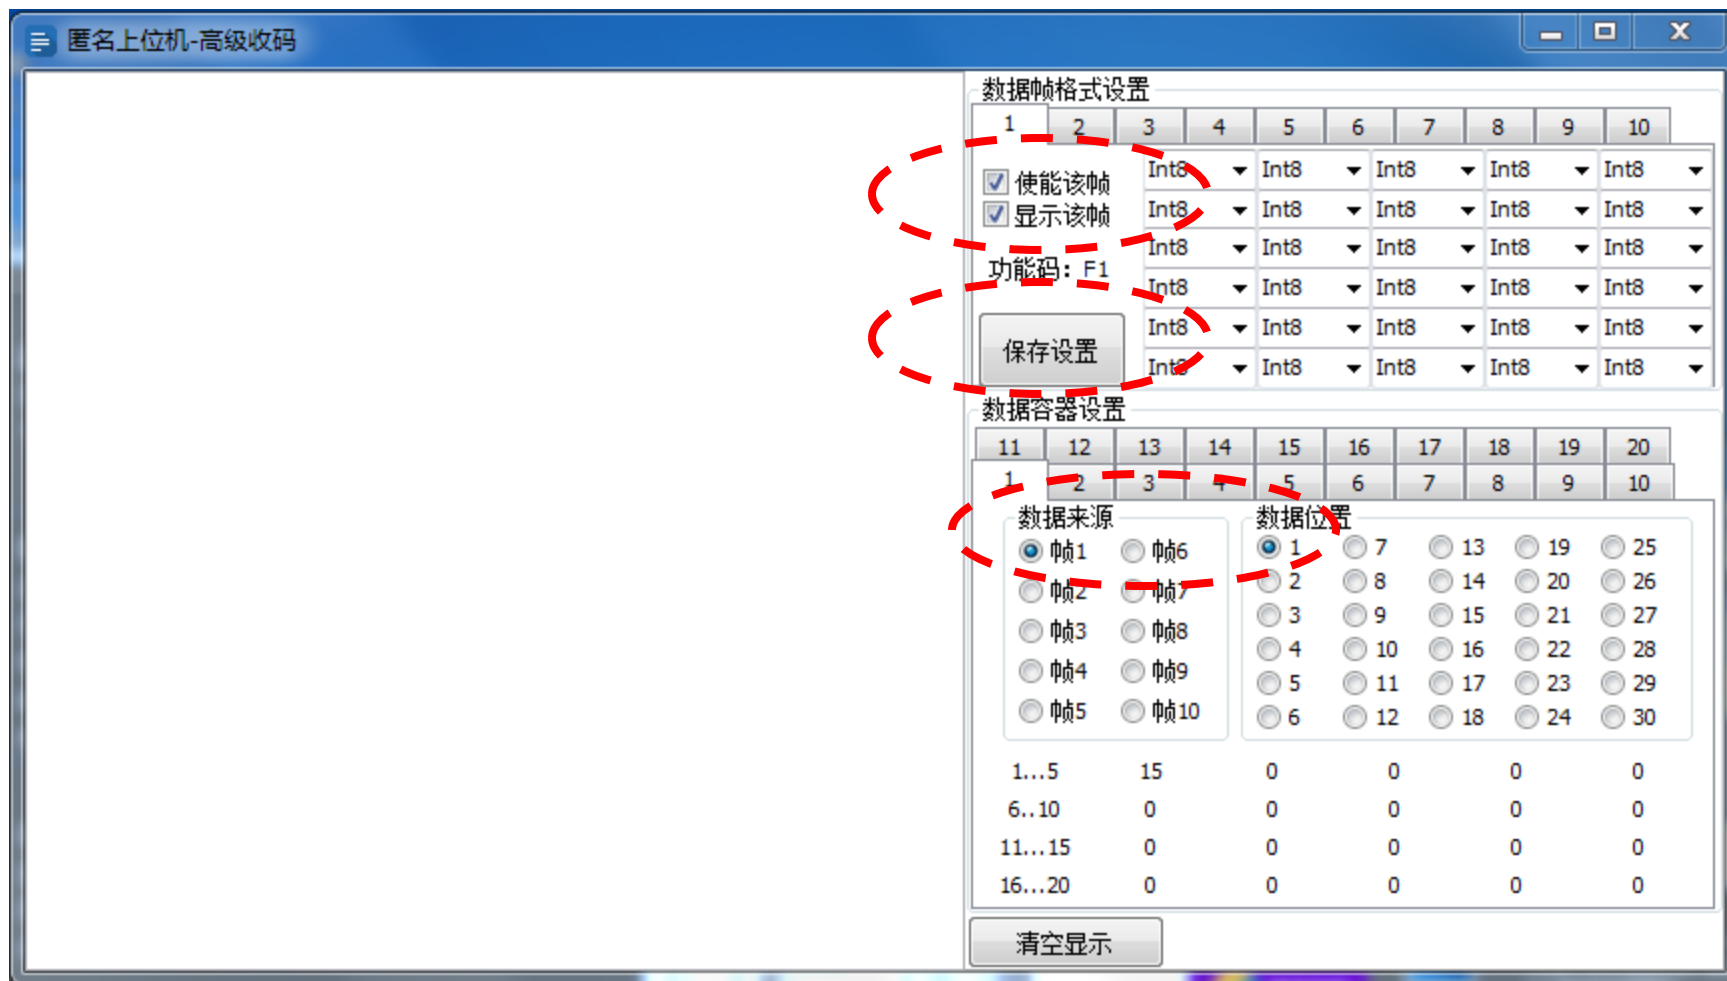 匿名上位机-高级收码
数据帧格式设置
1 2 3 4 5 6 7 8 9 10
使能该帧
显示该帧
功能码：F1
保存设置
Int8 Int8 Int8 Int8 Int8
Int8 Int8 Int8 Int8 Int8
Int8 Int8 Int8 Int8 Int8
Int8 Int8 Int8 Int8 Int8
Int8 Int8 Int8 Int8 Int8
Int8 Int8 Int8 Int8 Int8
数据容器设置
11 12 13 14 15 16 17 18 19 20
1 2 3 4 5 6 7 8 9 10
数据来源
帧1 帧6
帧2 帧7
帧3 帧8
帧4 帧9
帧5 帧10
数据位置
1 7 13 19 25
2 8 14 20 26
3 9 15 21 27
4 10 16 22 28
5 11 17 23 29
6 12 18 24 30
1...5 15 0 0 0 0
6..10 0 0 0 0 0
11...15 0 0 0 0 0
16...20 0 0 0 0 0
清空显示